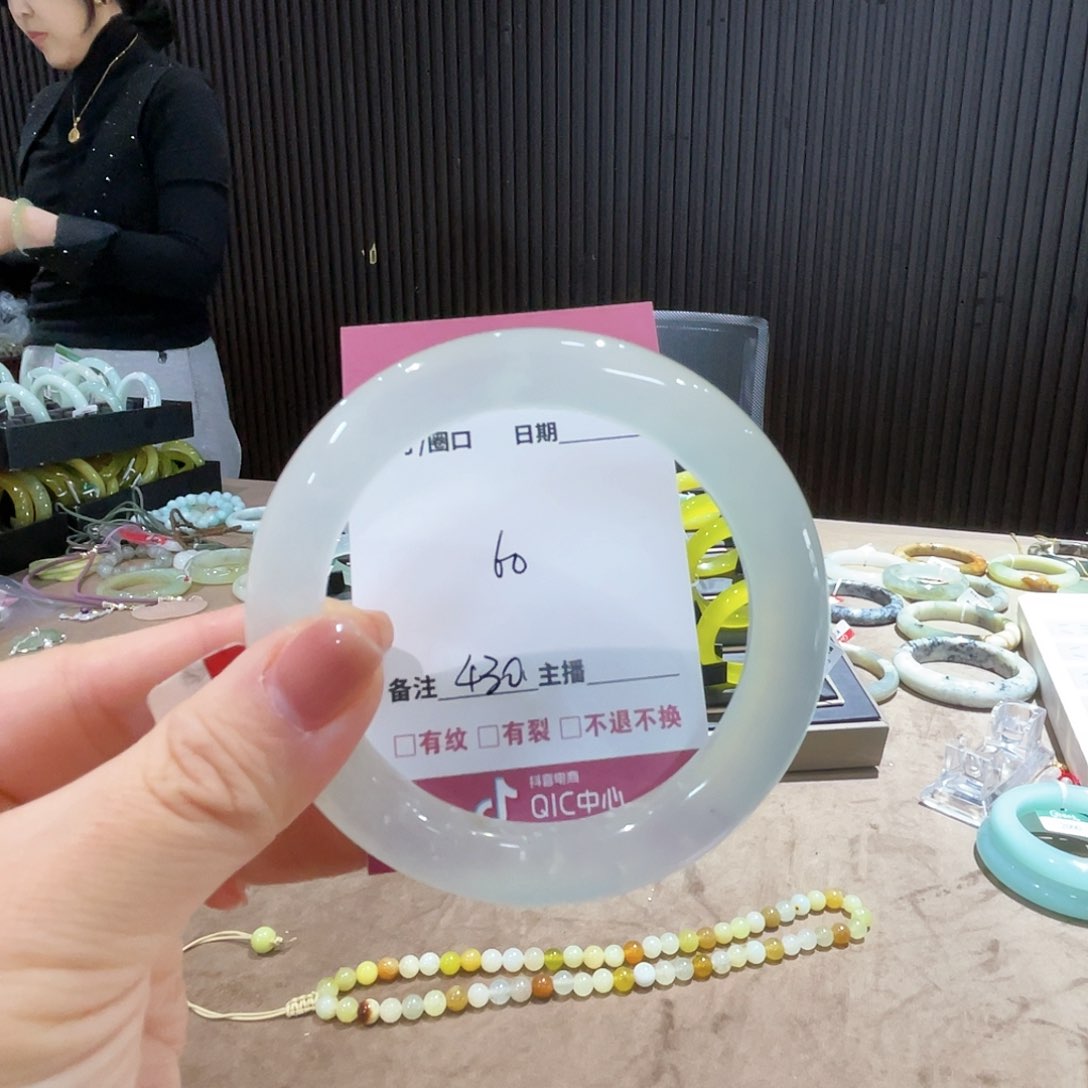 /圈口 日期
60
备注 430 主播
□有纹 □有裂 □不退不换
抖音电商
QIC中心